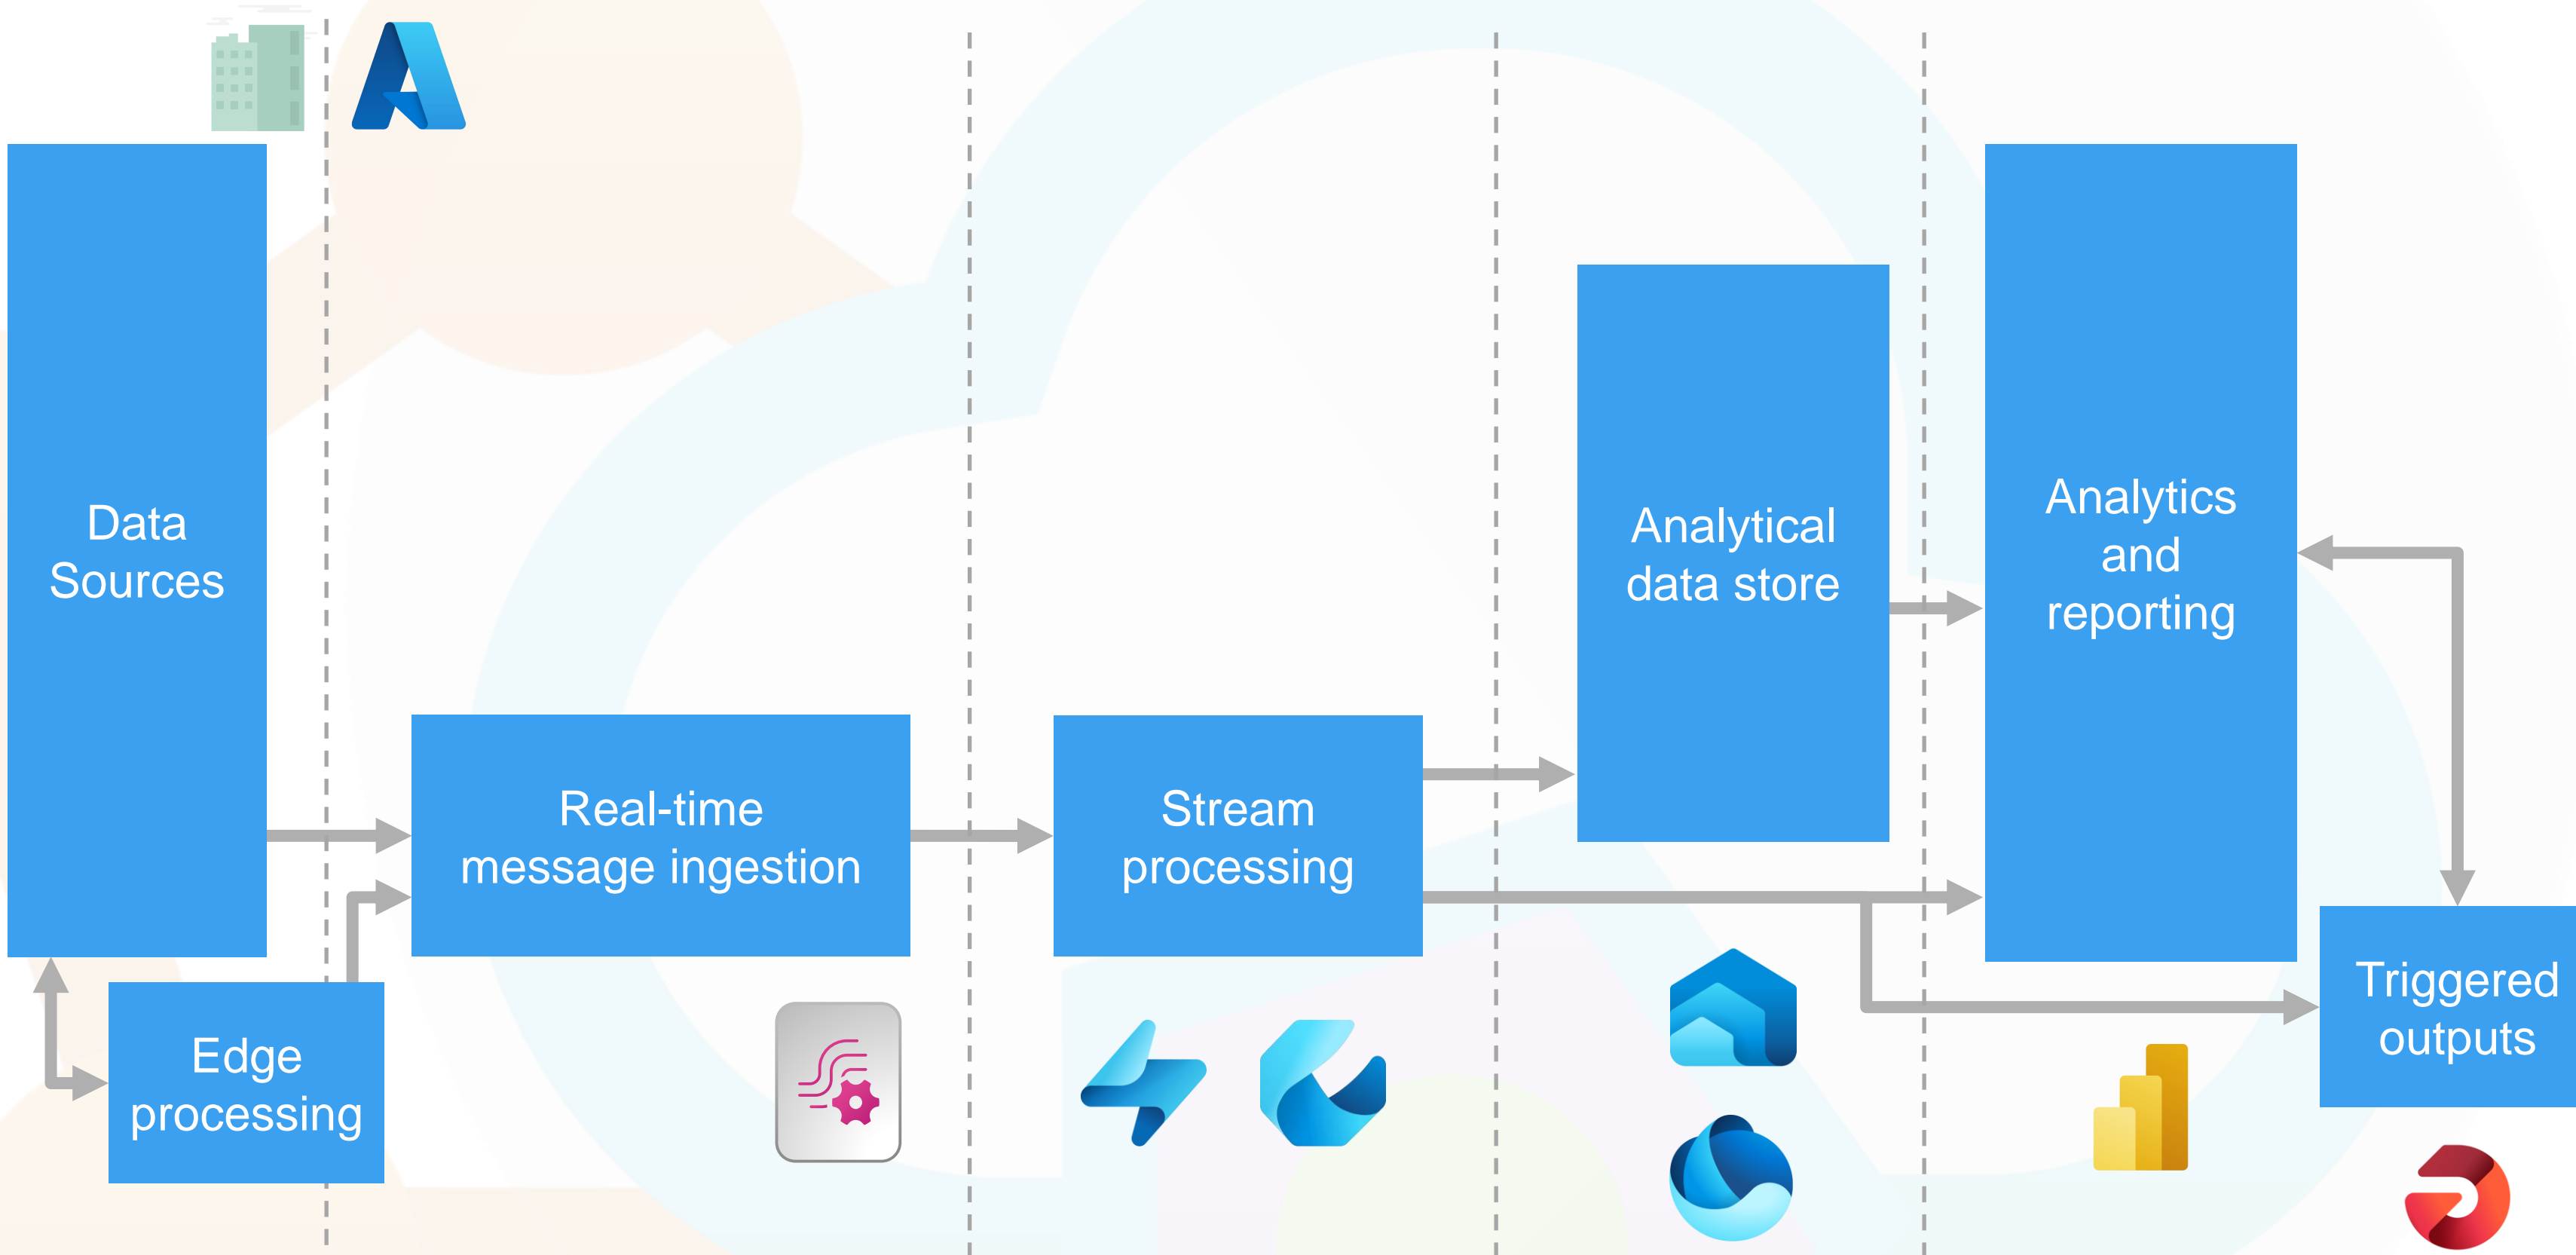 Data
Sources
Edge
processing
Real-time
message ingestion
Stream
processing
Analytical
data store
Analytics
and
reporting
Triggered
outputs